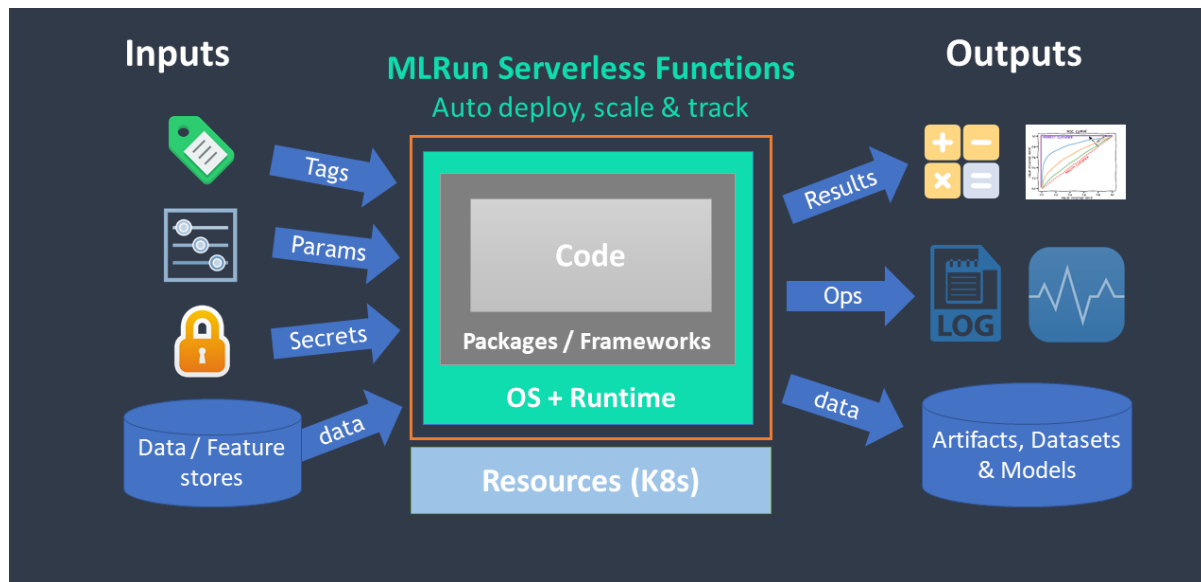 Inputs
MLRun Serverless Functions
Auto deploy, scale & track
Outputs
Tags
Params
Secrets
data
Data / Feature
stores
Code
Packages / Frameworks
OS + Runtime
Resources (K8s)
Results
Ops
data
LOG
Artifacts, Datasets
& Models